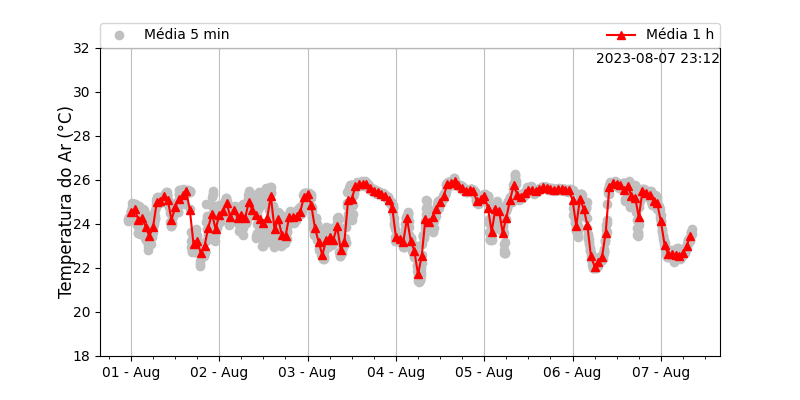 Média 5 min
Média 1 h
2023-08-07 23:12
Temperatura do Ar (°C)
32
30
28
26
24
22
20
18
01 - Aug
02 - Aug
03 - Aug
04 - Aug
05 - Aug
06 - Aug
07 - Aug